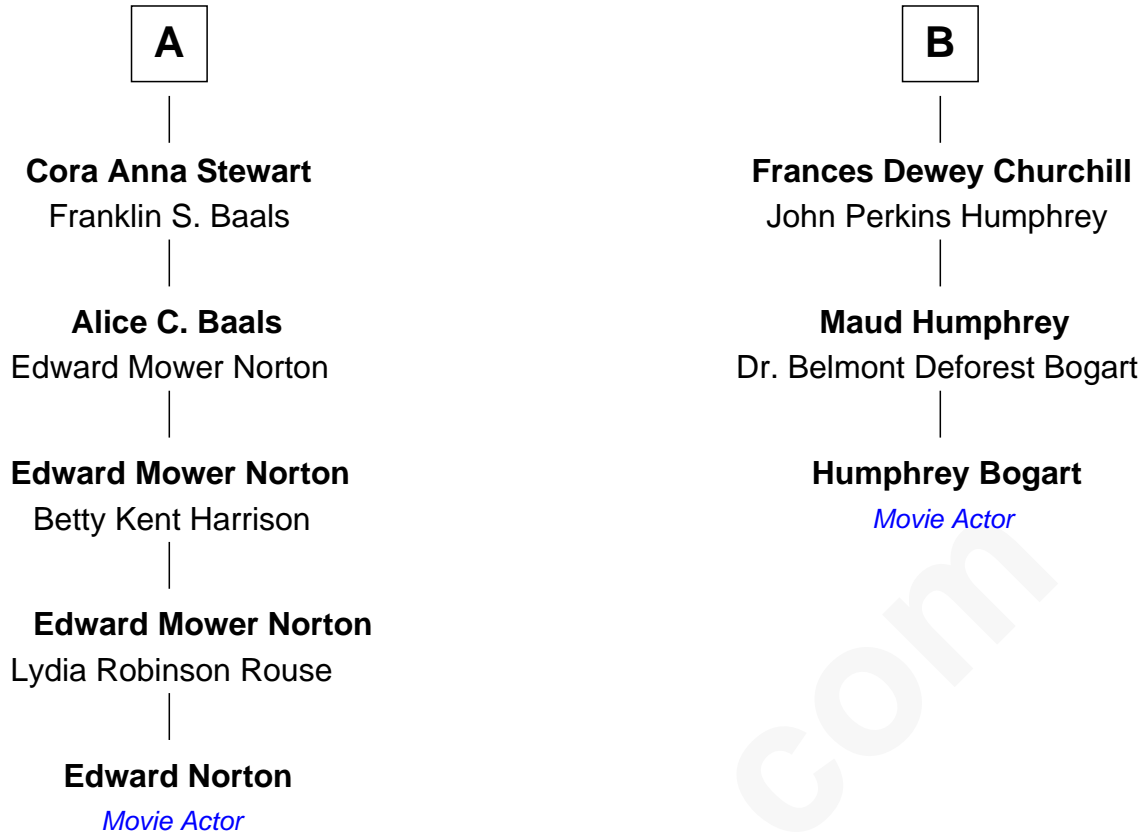 A
Cora Anna Stewart
Franklin S. Baals
Alice C. Baals
Edward Mower Norton
Edward Mower Norton
Betty Kent Harrison
Edward Mower Norton
Lydia Robinson Rouse
Edward Norton
Movie Actor
B
Frances Dewey Churchill
John Perkins Humphrey
Maud Humphrey
Dr. Belmont Deforest Bogart
Humphrey Bogart
Movie Actor
com